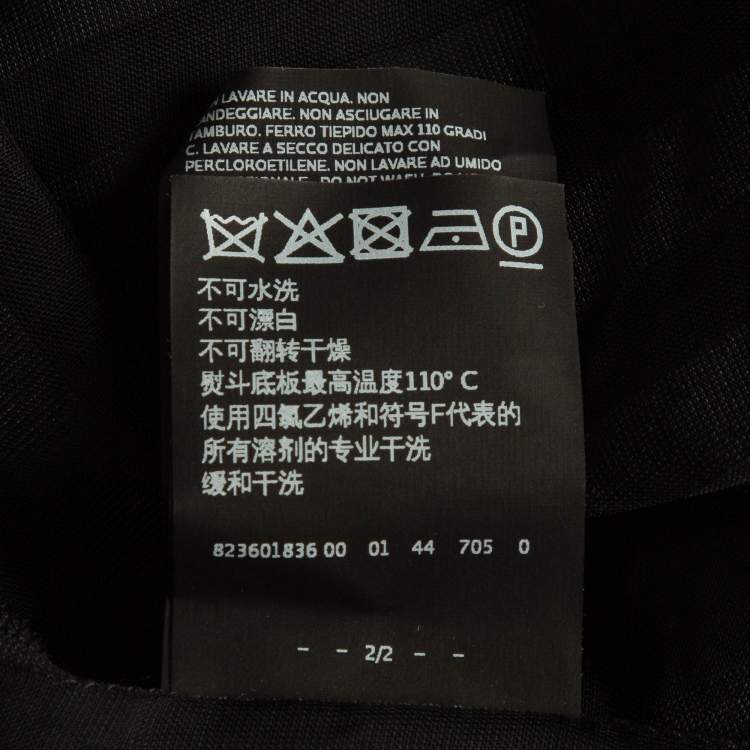 LAVARE IN ACQUA. NON
ANDEGGIARE. NON ASCIUGARE IN
TAMBURO. FERRO TIEPIDO MAX 110 GRADI
C. LAVARE A SECCO DELICATO CON
PERCLOROETILENE. NON LAVARE AD UMIDO
DO NOT WASH.
P
不可水洗
不可漂白
不可翻转干燥
熨斗底板最高温度110° C
使用四氯乙烯和符号F代表的
所有溶剂的专业干洗
缓和干洗
823601836 00 01 44 705 0
- - 2/2 - -